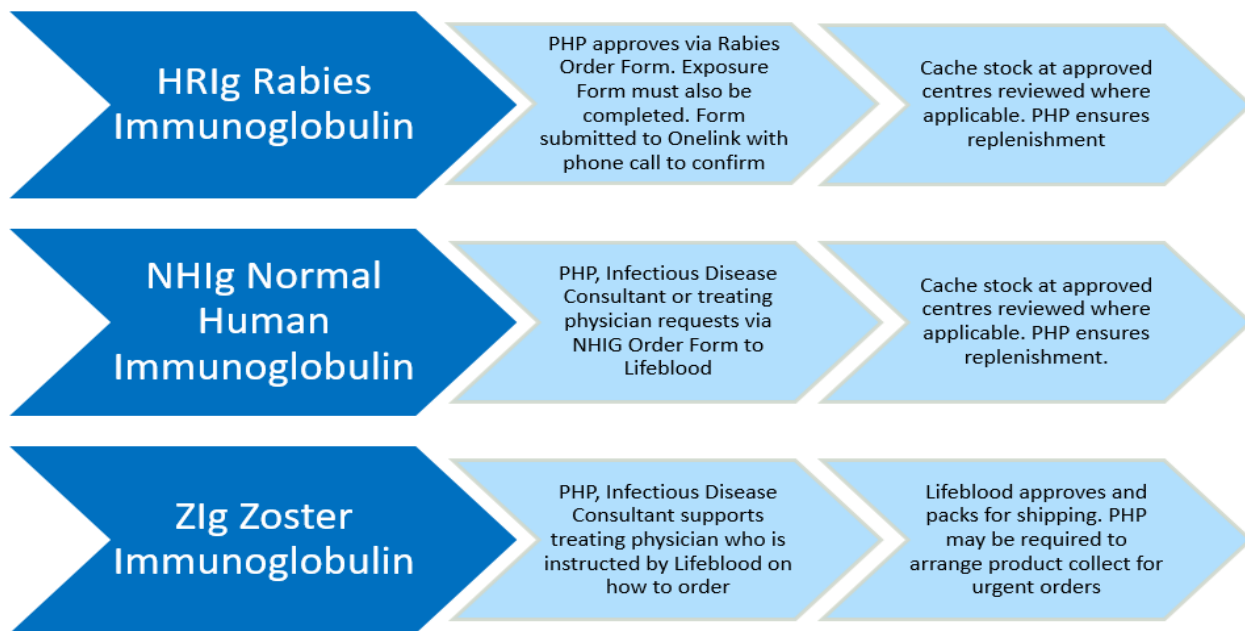 HRIg Rabies
Immunoglobulin
PHP approves via Rabies
Order Form. Exposure
Form must also be
completed. Form
submitted to Onelink with
phone call to confirm
Cache stock at approved
centres reviewed where
applicable. PHP ensures
replenishment
NHIg Normal
Human
Immunoglobulin
PHP, Infectious Disease
Consultant or treating
physician requests via
NHIG Order Form to
Lifeblood
Cache stock at approved
centres reviewed where
applicable. PHP ensures
replenishment.
ZIg Zoster
Immunoglobulin
PHP, Infectious Disease
Consultant supports
treating physician who is
instructed by Lifeblood on
how to order
Lifeblood approves and
packs for shipping. PHP
may be required to
arrange product collect for
urgent orders